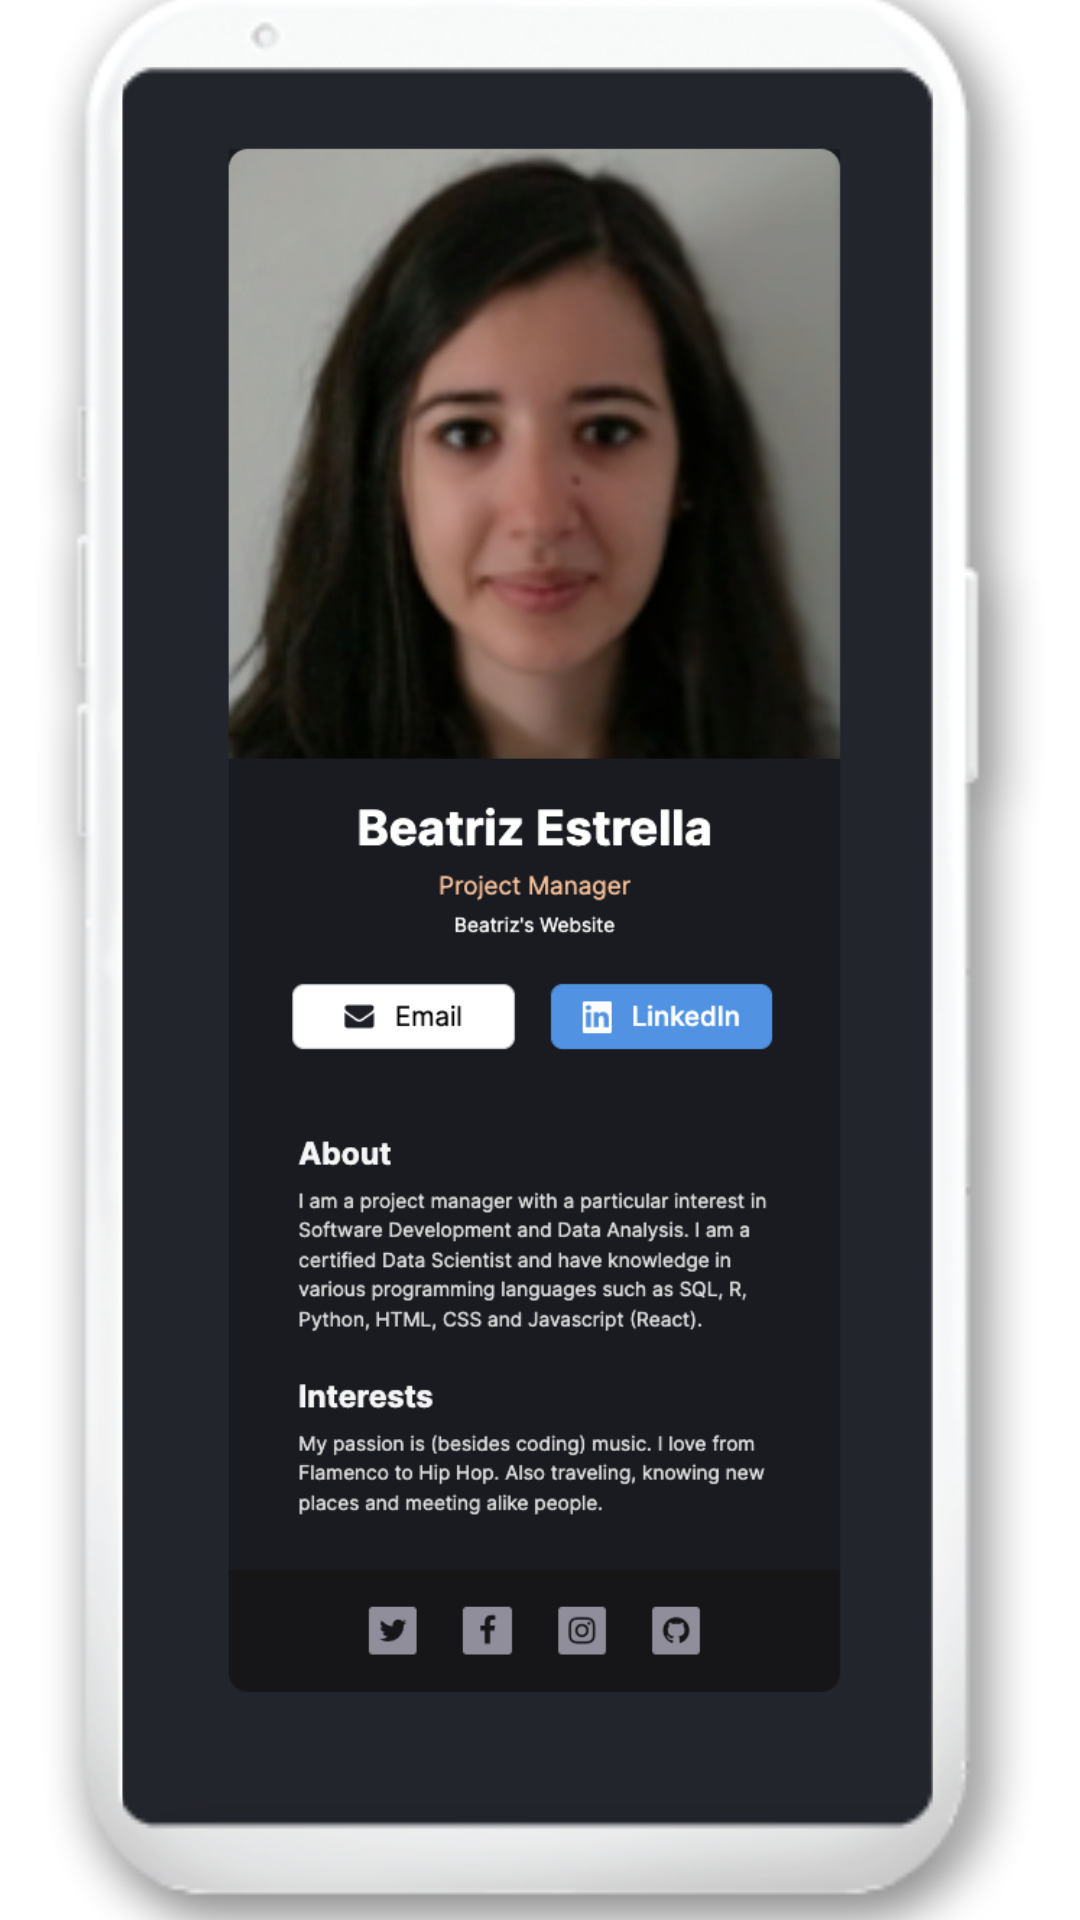 Beatriz Estrella
Project Manager
Beatriz's Website
Email
LinkedIn
About
I am a project manager with a particular interest in
Software Development and Data Analysis. I am a
certified Data Scientist and have knowledge in
various programming languages such as SQL, R,
Python, HTML, CSS and Javascript (React).
Interests
My passion is (besides coding) music. I love from
Flamenco to Hip Hop. Also traveling, knowing new
places and meeting alike people.